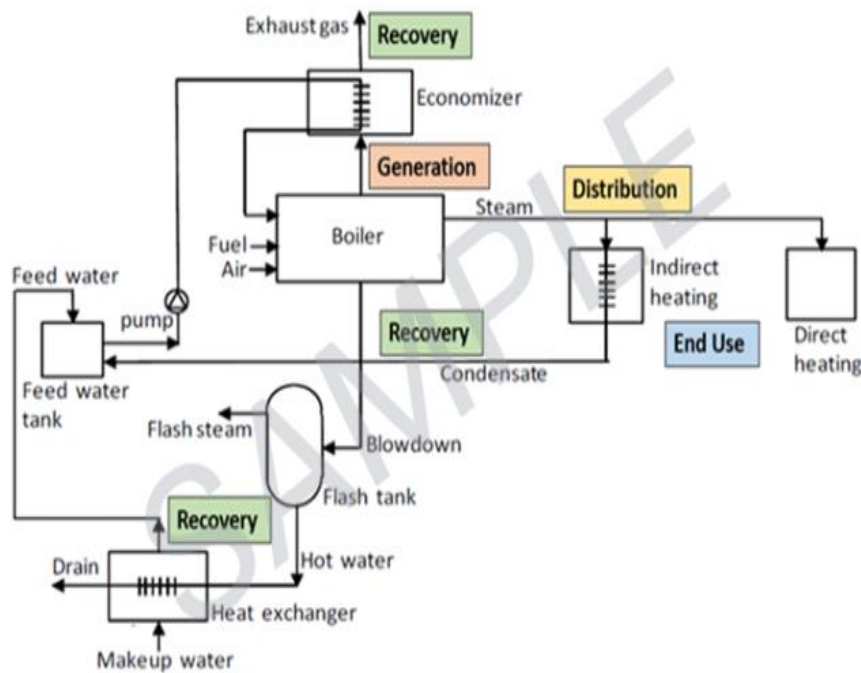 Exhaust gas
Recovery
Economizer
Generation
Distribution
Steam
Boiler
Fuel
Air
Indirect
heating
Feed water
pump
Recovery
End Use
Direct
heating
Condensate
Feed water
tank
Flash steam
Blowdown
Flash tank
Recovery
Hot water
Drain
Heat exchanger
Makeup water
SAMPLE